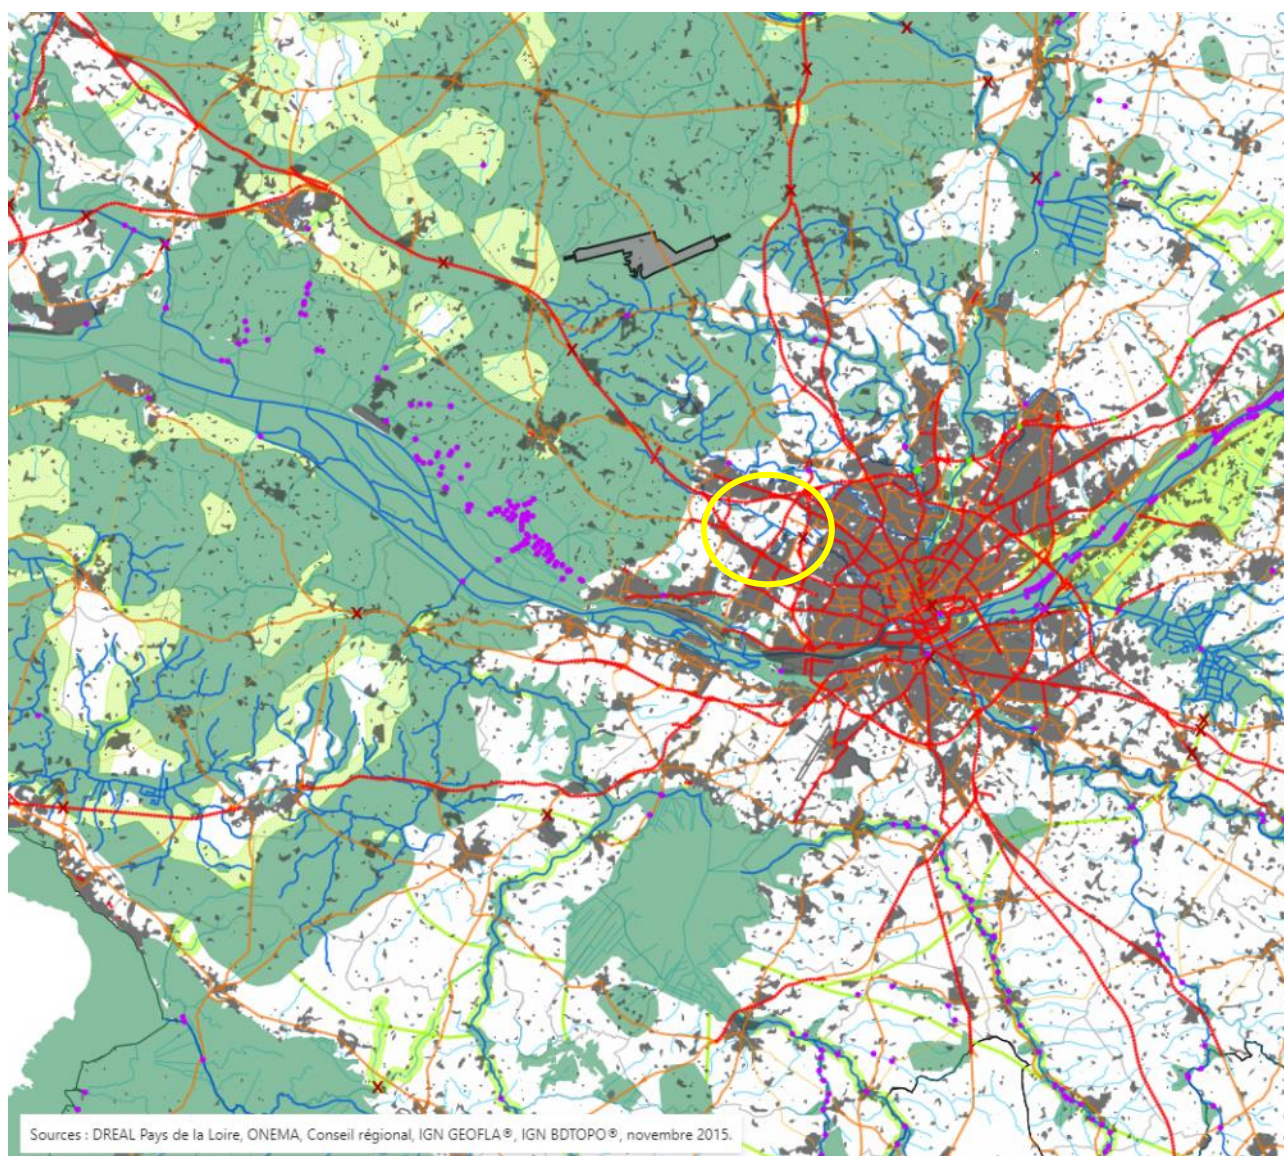 Sources : DREAL Pays de la Loire, ONEMA, Conseil régional, IGN GEOFLA®, IGN BDTOPO®, novembre 2015.